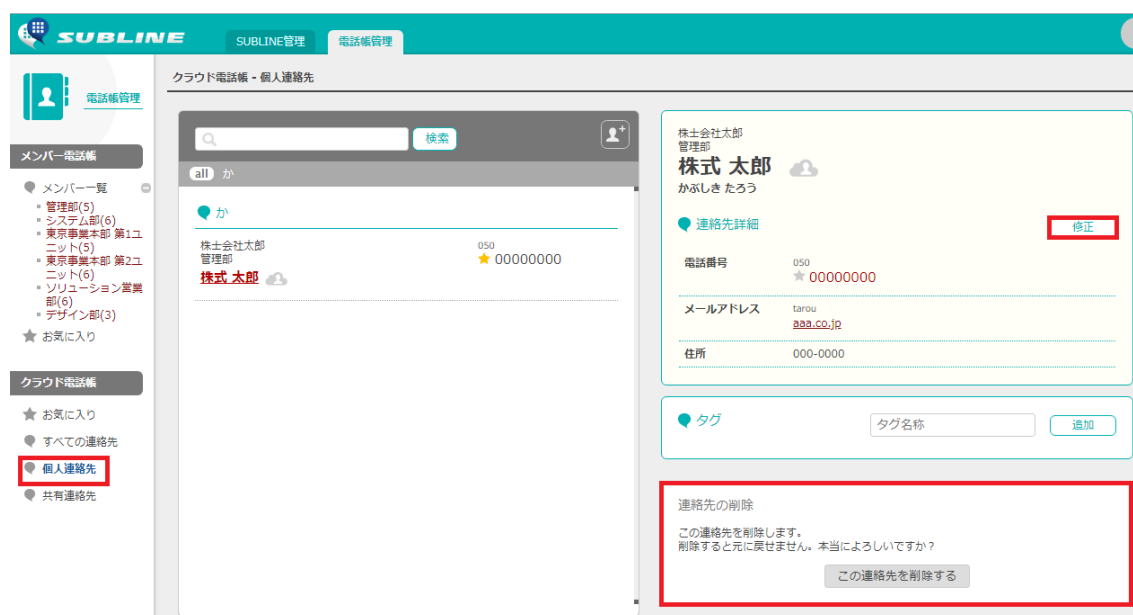 SUBLINE
SUBLINE管理
電話帳管理
電話帳管理
メンバー電話帳
メンバー一覧
管理部(5)
システム部(6)
東京事業本部 第1ユ
ニット(5)
東京事業本部 第2ユ
ニット(6)
ソリューション営業
部(6)
デザイン部(3)
お気に入り
クラウド電話帳
お気に入り
すべての連絡先
個人連絡先
共有連絡先
クラウド電話帳 - 個人連絡先
検索
all か
か
株士会社太郎
管理部
株式 太郎
050
00000000
株士会社太郎
管理部
株式 太郎
かぶしき たろう
連絡先詳細
修正
電話番号
050
00000000
メールアドレス
tarou
aaa.co.jp
住所
000-0000
タグ
タグ名称
追加
連絡先の削除
この連絡先を削除します。
削除すると元に戻せません。本当によろしいですか？
この連絡先を削除する